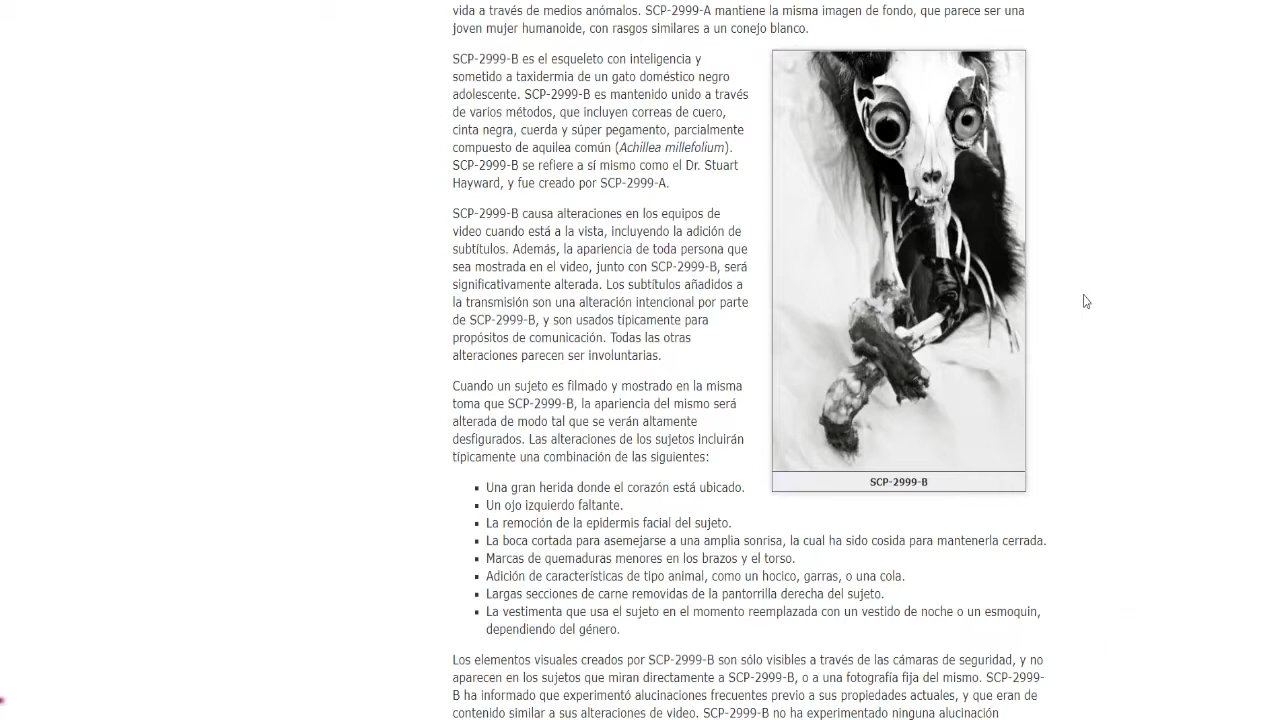 vida a través de medios anómalos. SCP-2999-A mantiene la misma imagen de fondo, que parece ser una
joven mujer humanoide, con rasgos similares a un conejo blanco.
SCP-2999-B es el esqueleto con inteligencia y
sometido a taxidermia de un gato doméstico negro
adolescente. SCP-2999-B es mantenido unido a través
de varios métodos, que incluyen correas de cuero,
cinta negra, cuerda y súper pegamento, parcialmente
compuesto de aquilea común (Achillea millefolium).
SCP-2999-B se refiere a sí mismo como el Dr. Stuart
Hayward, y fue creado por SCP-2999-A.
SCP-2999-B causa alteraciones en los equipos de
video cuando está a la vista, incluyendo la adición de
subtítulos. Además, la apariencia de toda persona que
sea mostrada en el video, junto con SCP-2999-B, será
significativamente alterada. Los subtítulos añadidos a
la transmisión son una alteración intencional por parte
de SCP-2999-B, y son usados típicamente para
propósitos de comunicación. Todas las otras
alteraciones parecen ser involuntarias.
Cuando un sujeto es filmado y mostrado en la misma
toma que SCP-2999-B, la apariencia del mismo será
alterada de modo tal que se verán altamente
desfigurados. Las alteraciones de los sujetos incluirán
típicamente una combinación de las siguientes:
SCP-2999-B
▪ Una gran herida donde el corazón está ubicado.
▪ Un ojo izquierdo faltante.
▪ La remoción de la epidermis facial del sujeto.
▪ La boca cortada para asemejarse a una amplia sonrisa, la cual ha sido cosida para mantenerla cerrada.
▪ Marcas de quemaduras menores en los brazos y el torso.
▪ Adición de características de tipo animal, como un hocico, garras, o una cola.
▪ Largas secciones de carne removidas de la pantorrilla derecha del sujeto.
▪ La vestimenta que usa el sujeto en el momento reemplazada con un vestido de noche o un esmoquin,
dependiendo del género.
Los elementos visuales creados por SCP-2999-B son sólo visibles a través de las cámaras de seguridad, y no
aparecen en los sujetos que miran directamente a SCP-2999-B, o a una fotografía fija del mismo. SCP-2999-
B ha informado que experimentó alucinaciones frecuentes previo a sus propiedades actuales, y que eran de
contenido similar a sus alteraciones de video. SCP-2999-B no ha experimentado ninguna alucinación